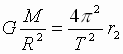 G M/R² = 4π²/T² r₂